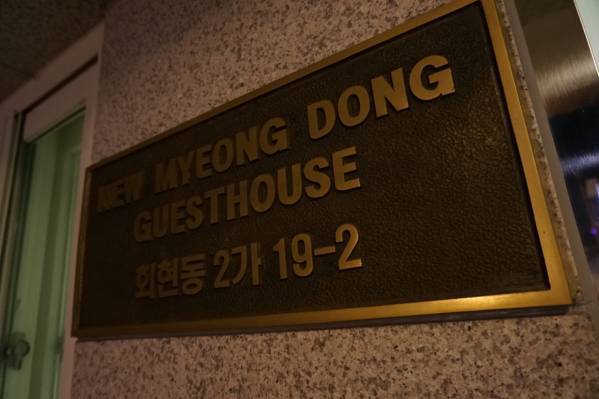 NEW MYEONG DONG
GUESTHOUSE
회현동 2가 19-2